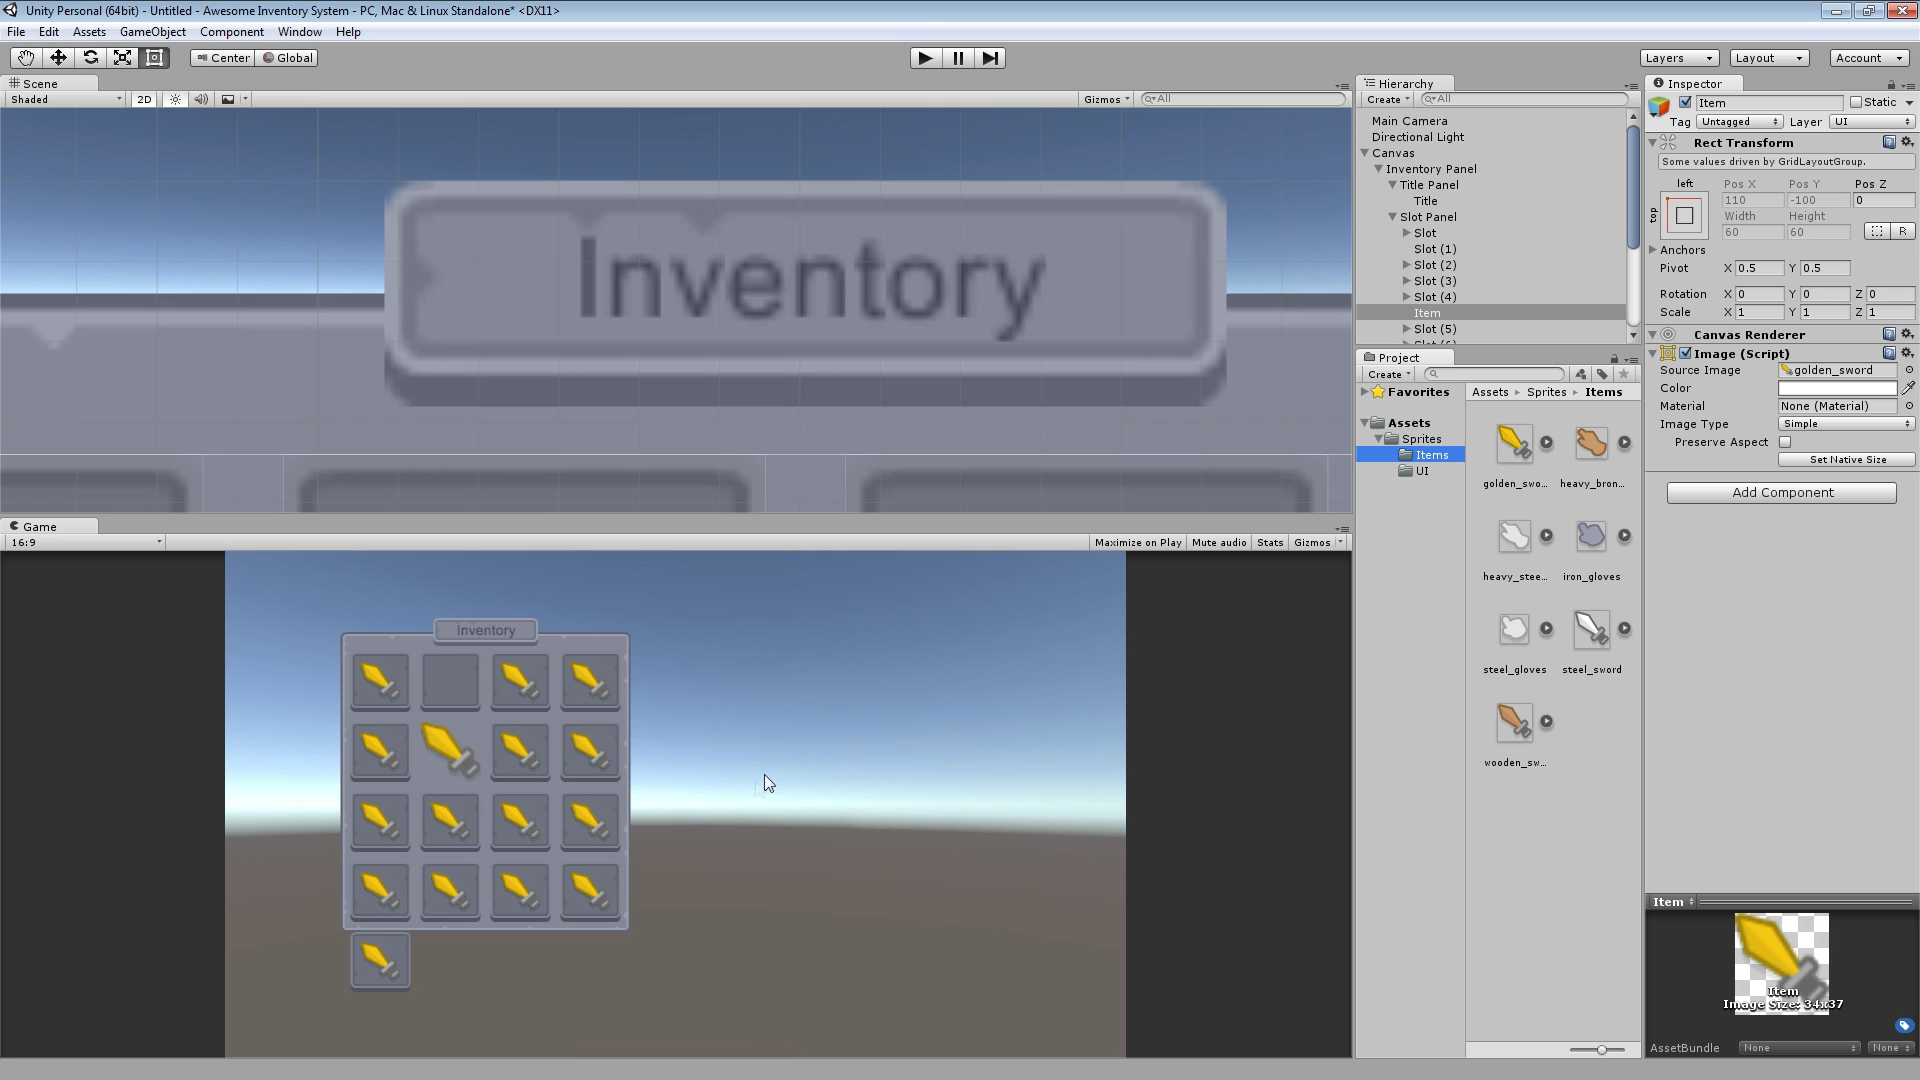 Unity Personal (64bit) - Untitled - Awesome Inventory System - PC, Mac & Linux Standalone* <DX11>
File Edit Assets GameObject Component Window Help
Center Global
Layers Layout Account
Scene
Shaded 2D Gizmos All
Inventory
Game
16:9 Maximize on Play Mute audio Stats Gizmos
Inventory
Hierarchy
Create All
Main Camera
Directional Light
Canvas
Inventory Panel
Title Panel
Title
Slot Panel
Slot
Slot (1)
Slot (2)
Slot (3)
Slot (4)
Item
Slot (5)
Project
Create
Favorites
Assets
Sprites
Items
UI
Assets Sprites Items
golden_swo... heavy_bron...
heavy_stee... iron_gloves
steel_gloves steel_sword
wooden_sw...
Inspector
Item Static
Tag Untagged Layer UI
Rect Transform
Some values driven by GridLayoutGroup.
left Pos X Pos Y Pos Z
top 110 -100 0
Width Height
60 60 R
Anchors
Pivot X 0.5 Y 0.5
Rotation X 0 Y 0 Z 0
Scale X 1 Y 1 Z 1
Canvas Renderer
Image (Script)
Source Image golden_sword
Color
Material None (Material)
Image Type Simple
Preserve Aspect
Set Native Size
Add Component
Item
Item
Image Size: 34x37
AssetBundle None None